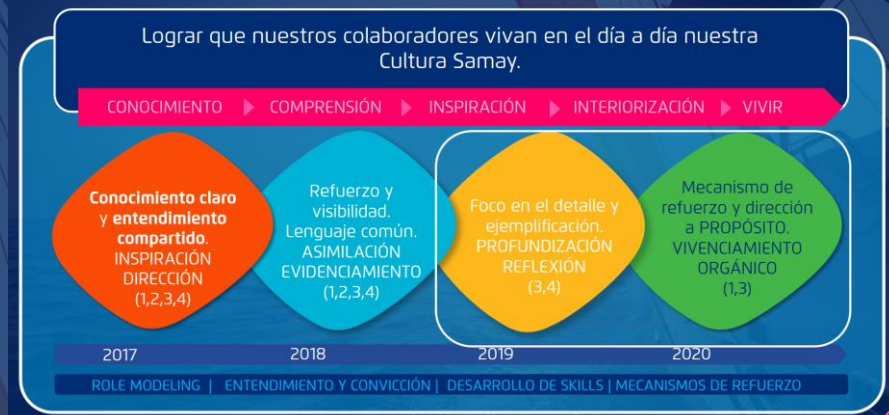 Lograr que nuestros colaboradores vivan en el día a día nuestra
Cultura Samay.
CONOCIMIENTO COMPRENSIÓN INSPIRACIÓN INTERIORIZACIÓN VIVIR
Conocimiento claro
y entendimiento
compartido.
INSPIRACIÓN
DIRECCIÓN
(1,2,3,4)
Refuerzo y
visibilidad.
Lenguaje común.
ASIMILACIÓN
EVIDENCIAMIENTO
(1,2,3,4)
Foco en el detalle y
ejemplificación.
PROFUNDIZACIÓN
REFLEXIÓN
(3,4)
Mecanismo de
refuerzo y dirección
a PROPÓSITO.
VIVENCIAMIENTO
ORGÁNICO
(1,3)
2017 2018 2019 2020
ROLE MODELING | ENTENDIMIENTO Y CONVICCIÓN | DESARROLLO DE SKILLS | MECANISMOS DE REFUERZO